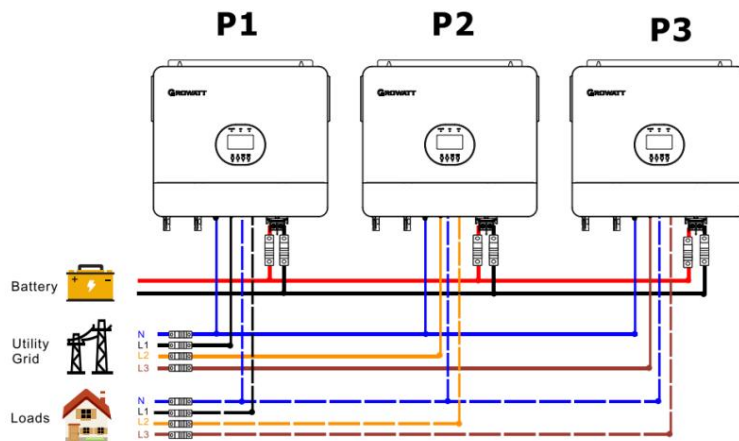 P1 P2 P3
GROWATT GROWATT GROWATT
Battery
Utility
Grid
N
L1
L2
L3
Loads
N
L1
L2
L3